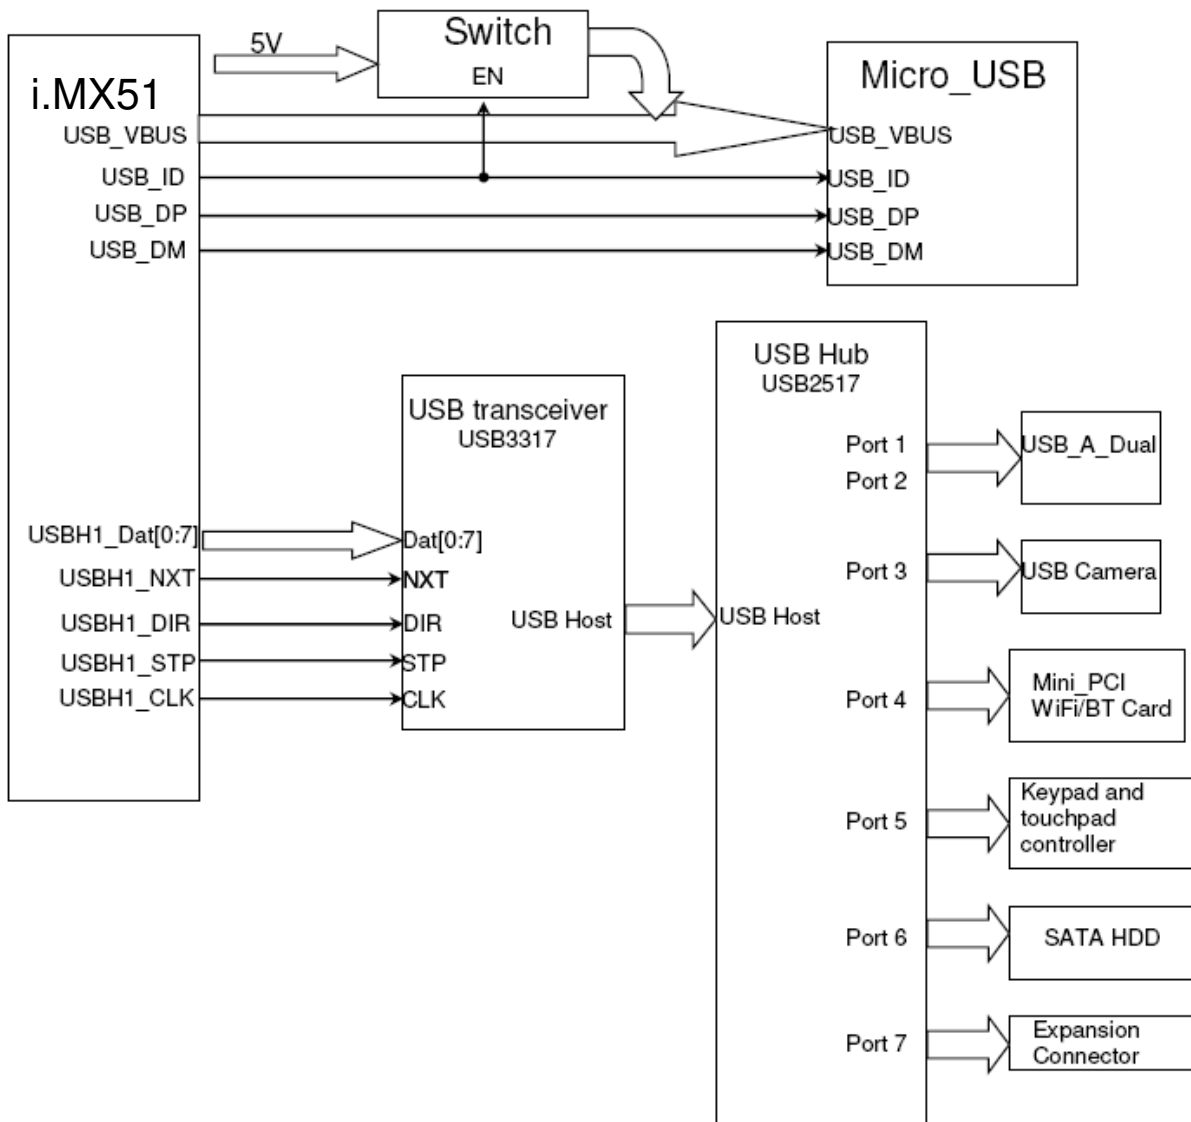 5V
Switch
EN
i.MX51
USB_VBUS
USB_ID
USB_DP
USB_DM
Micro_USB
USB_VBUS
USB_ID
USB_DP
USB_DM
USBH1_Dat[0:7]
USBH1_NXT
USBH1_DIR
USBH1_STP
USBH1_CLK
USB transceiver
USB3317
Dat[0:7]
NXT
DIR
STP
CLK
USB Host
USB Hub
USB2517
USB Host
Port 1
Port 2
Port 3
Port 4
Port 5
Port 6
Port 7
USB_A_Dual
USB Camera
Mini_PCI
WiFi/BT Card
Keypad and
touchpad
controller
SATA HDD
Expansion
Connector